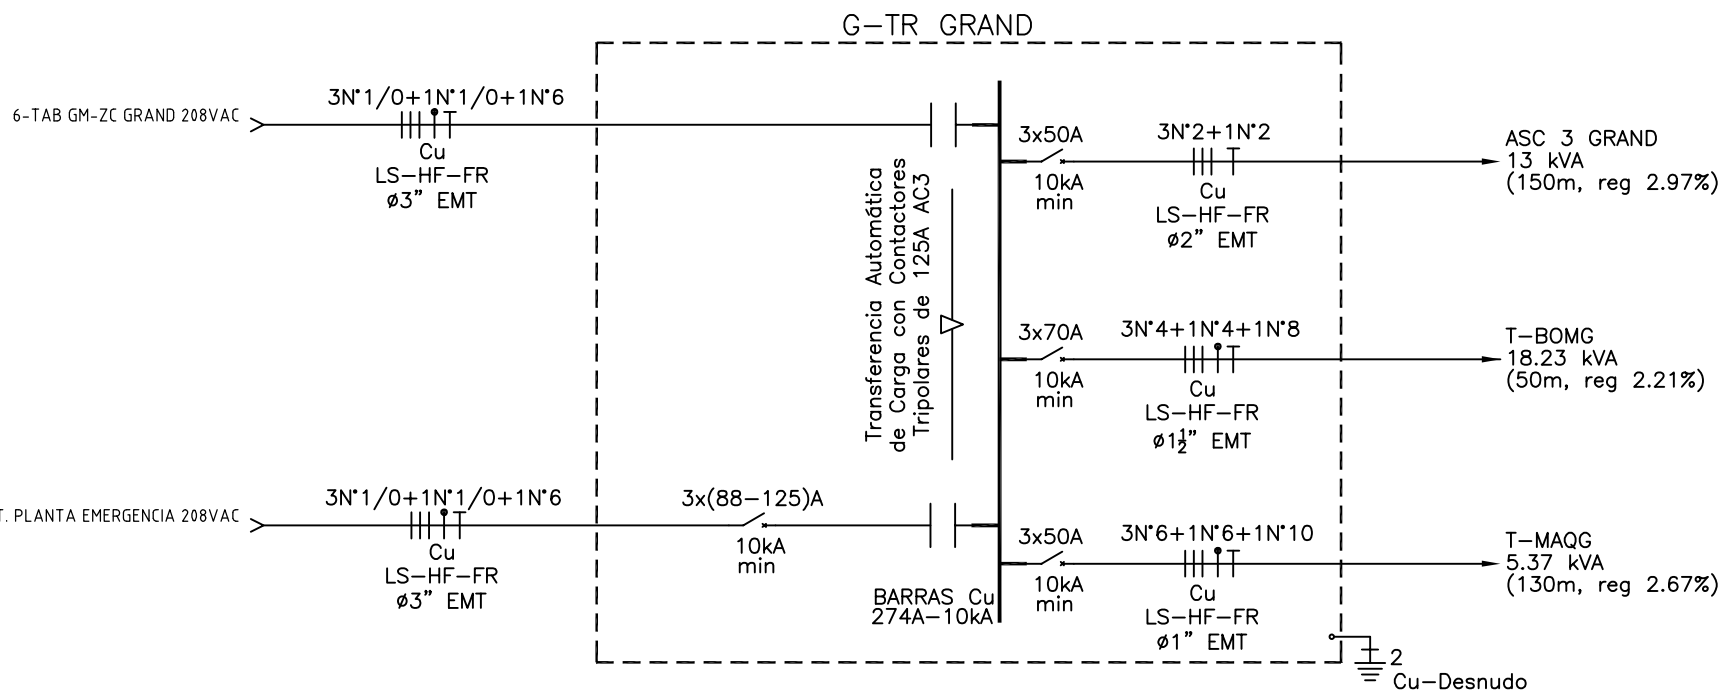 G-TR GRAND
6-TAB GM-ZC GRAND 208VAC
3N°1/0+1N°1/0+1N°6
Cu
LS-HF-FR
ø3" EMT
Transferencia Automática
de Carga con Contactores
Tripolares de 125A AC3
3x50A
10kA
min
3N°2+1N°2
Cu
LS-HF-FR
ø2" EMT
ASC 3 GRAND
13 kVA
(150m, reg 2.97%)
3x70A
10kA
min
3N°4+1N°4+1N°8
Cu
LS-HF-FR
ø1½" EMT
T-BOMG
18.23 kVA
(50m, reg 2.21%)
T. PLANTA EMERGENCIA 208VAC
3N°1/0+1N°1/0+1N°6
Cu
LS-HF-FR
ø3" EMT
3x(88-125)A
10kA
min
BARRAS Cu
274A-10kA
3x50A
10kA
min
3N°6+1N°6+1N°10
Cu
LS-HF-FR
ø1" EMT
T-MAQG
5.37 kVA
(130m, reg 2.67%)
2
Cu-Desnudo